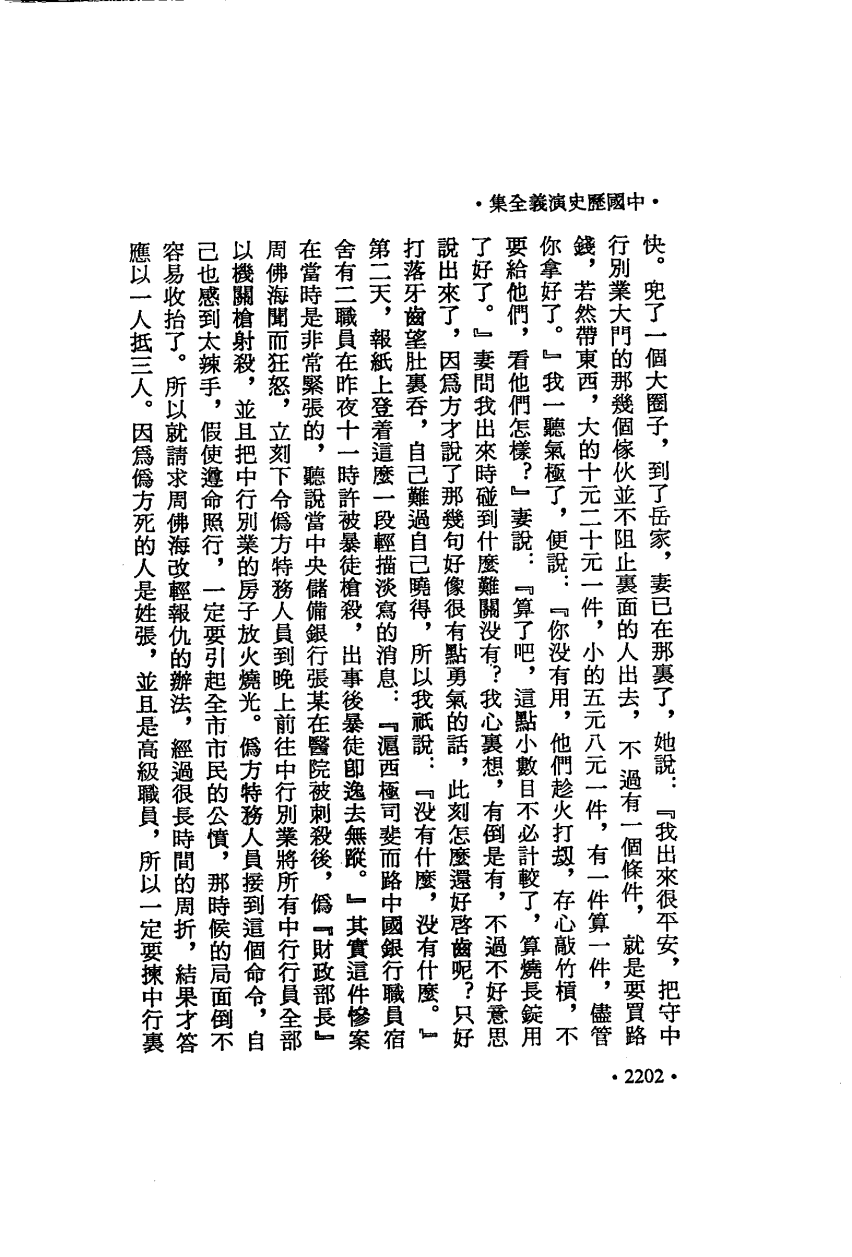 ·中國歷史演義全集·
快。兜了一個大圈子，到了岳家，妻已在那裏了，她說：『我出來很平安，把守中
行別業大門的那幾個傢伙並不阻止裏面的人出去，不過有一個條件，就是要買路
錢，若然帶東西，大的十元二十元一件，小的五元八元一件，有一件算一件，儘管
你拿好了。』我一聽氣極了，便說：『你没有用，他們趁火打刼，存心敲竹槓，不
要給他們，看他們怎樣？』妻說：『算了吧，這點小數目不必計較了，算燒長錠用
了好了。』妻問我出來時碰到什麼難關没有？我心裏想，有倒是有，不過不好意思
說出來了，因爲方才說了那幾句好像很有點勇氣的話，此刻怎麼還好啓齒呢？只好
打落牙齒望肚裏吞，自己難過自己曉得，所以我祇說：『没有什麼，没有什麼。』
第二天，報紙上登着這麼一段輕描淡寫的消息：『滬西極司斐而路中國銀行職員宿
舍有二職員在昨夜十一時許被暴徒槍殺，出事後暴徒卽逸去無蹤。』其實這件慘案
在當時是非常緊張的，聽說當中央儲備銀行張某在醫院被刺殺後，僞『財政部長』
周佛海聞而狂怒，立刻下令僞方特務人員到晚上前往中行別業將所有中行行員全部
以機關槍射殺，並且把中行別業的房子放火燒光。僞方特務人員接到這個命令，自
己也感到太辣手，假使遵命照行，一定要引起全市市民的公憤，那時候的局面倒不
容易收拾了。所以就請求周佛海改輕報仇的辦法，經過很長時間的周折，結果才答
應以一人抵三人。因爲僞方死的人是姓張，並且是高級職員，所以一定要揀中行裏
·2202·